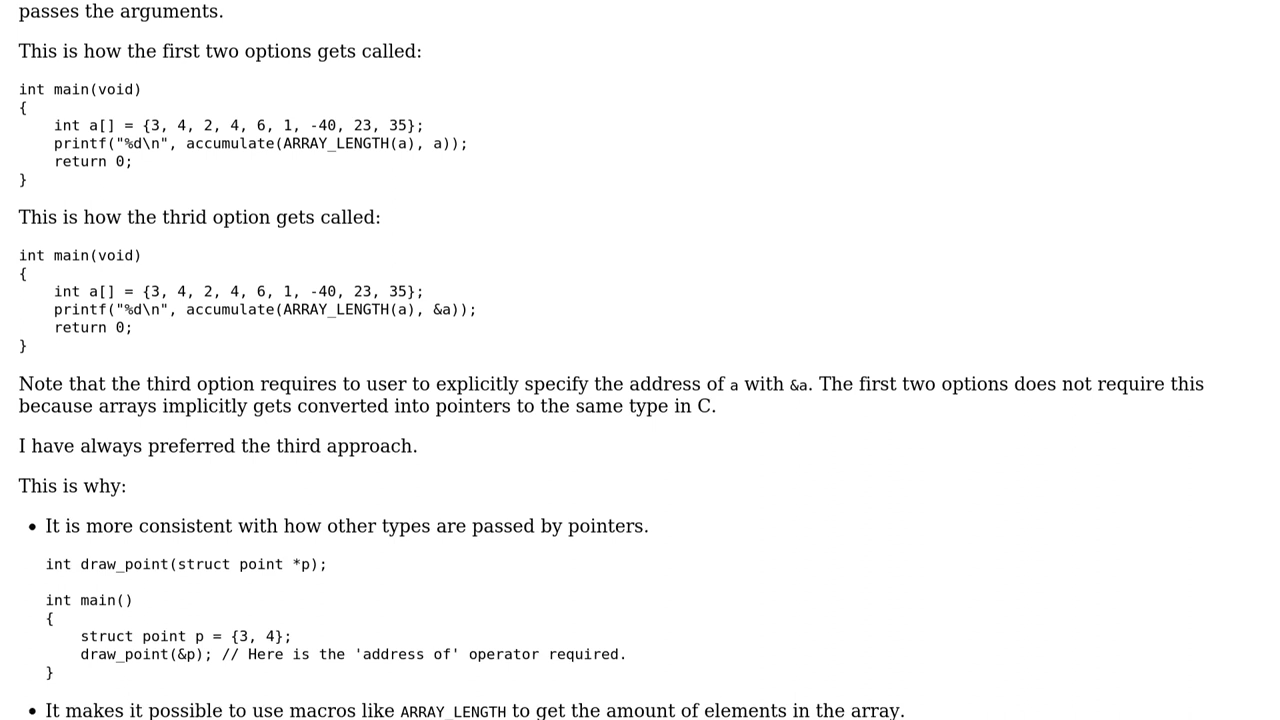 passes the arguments.
This is how the first two options gets called:
int main(void)
{
    int a[] = {3, 4, 2, 4, 6, 1, -40, 23, 35};
    printf("%d\n", accumulate(ARRAY_LENGTH(a), a));
    return 0;
}
This is how the thrid option gets called:
int main(void)
{
    int a[] = {3, 4, 2, 4, 6, 1, -40, 23, 35};
    printf("%d\n", accumulate(ARRAY_LENGTH(a), &a));
    return 0;
}
Note that the third option requires to user to explicitly specify the address of a with &a. The first two options does not require this
because arrays implicitly gets converted into pointers to the same type in C.
I have always preferred the third approach.
This is why:
• It is more consistent with how other types are passed by pointers.
int draw_point(struct point *p);
int main()
{
    struct point p = {3, 4};
    draw_point(&p); // Here is the 'address of' operator required.
}
• It makes it possible to use macros like ARRAY_LENGTH to get the amount of elements in the array.